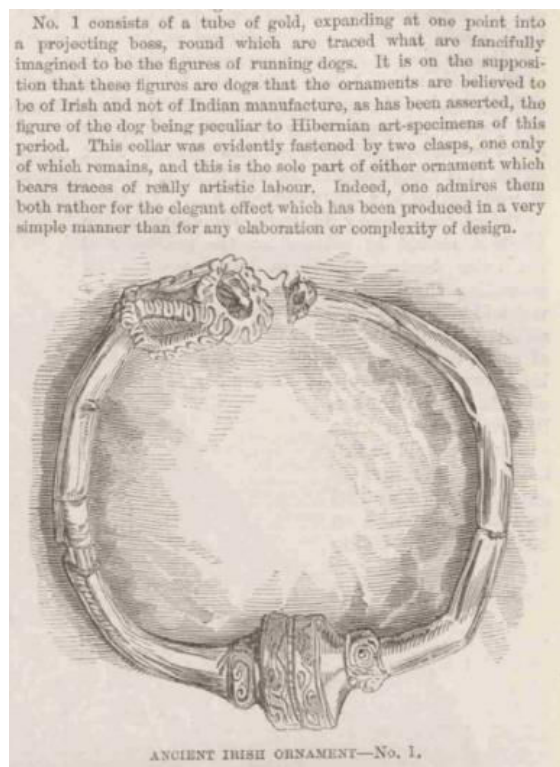 No. 1 consists of a tube of gold, expanding at one point into
a projecting boss, round which are traced what are fancifully
imagined to be the figures of running dogs. It is on the supposi-
tion that these figures are dogs that the ornaments are believed to
be of Irish and not of Indian manufacture, as has been asserted, the
figure of the dog being peculiar to Hibernian art-specimens of this
period. This collar was evidently fastened by two clasps, one only
of which remains, and this is the sole part of either ornament which
bears traces of really artistic labour. Indeed, one admires them
both rather for the elegant effect which has been produced in a very
simple manner than for any elaboration or complexity of design.
ANCIENT IRISH ORNAMENT—No. 1.